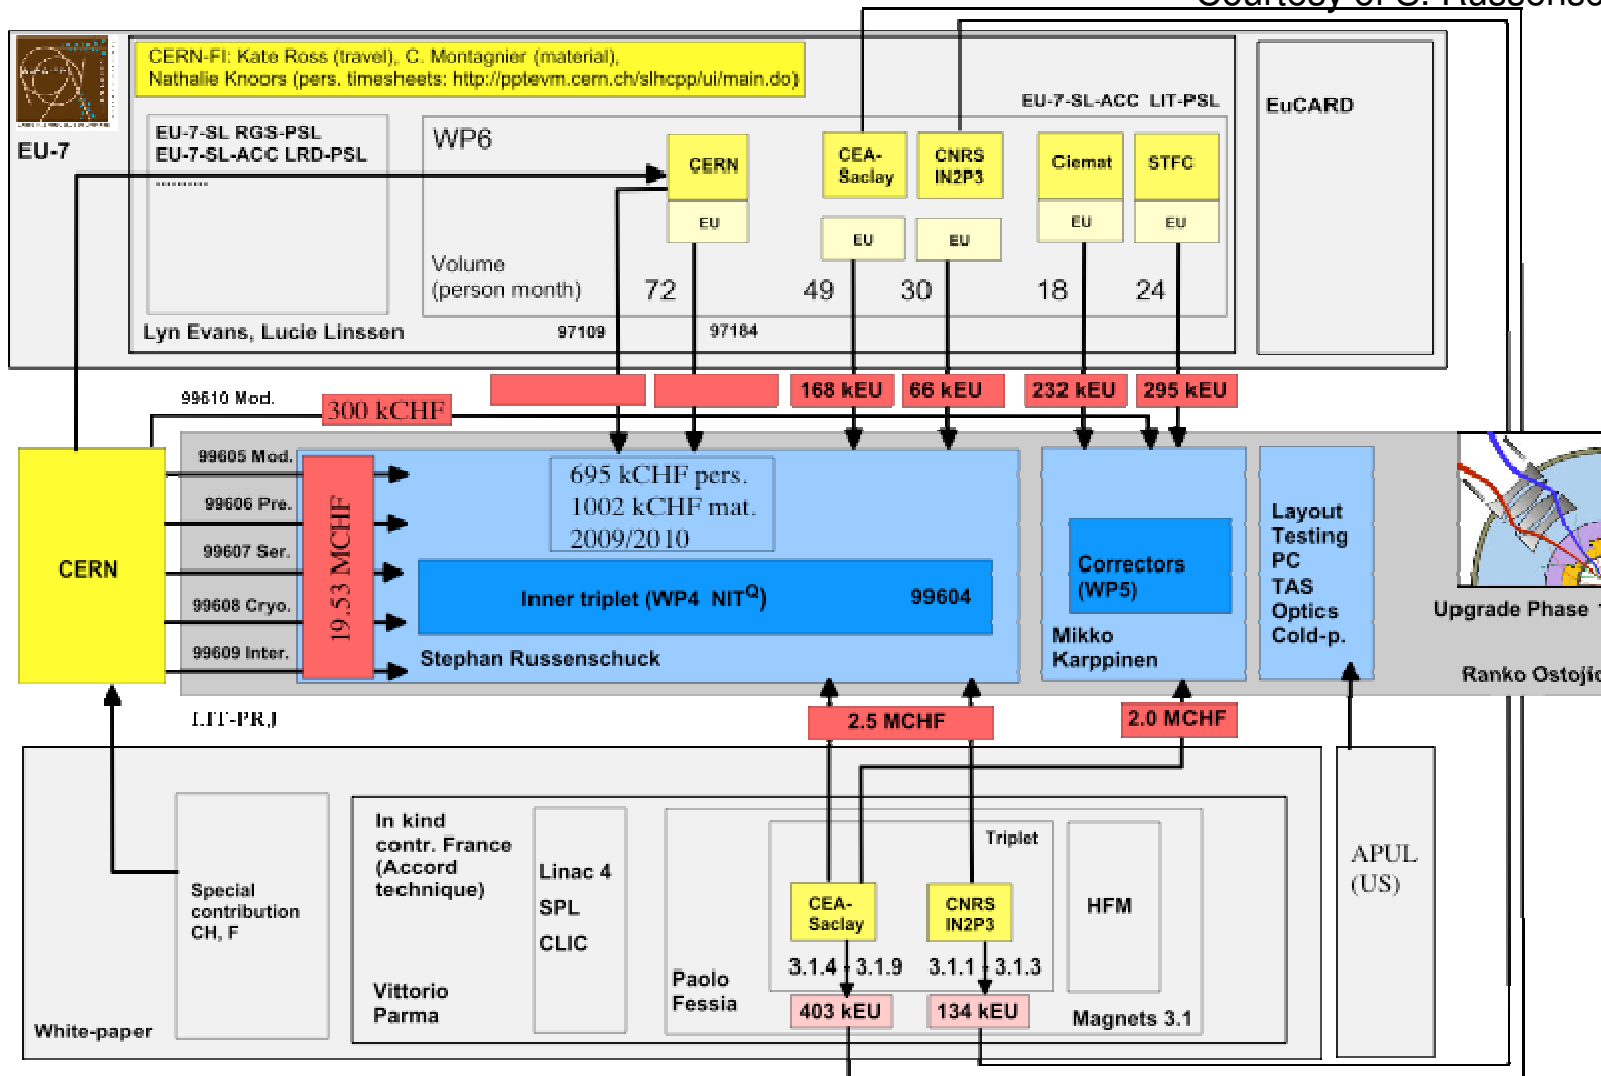 EU-7
CERN-FI: Kate Ross (travel), C. Montagnier (material),
Nathalie Knoors (pers. timesheets: http://pptevm.cern.ch/slhcpp/ui/main.do)
EU-7-SL RGS-PSL
EU-7-SL-ACC LRD-PSL
..........
Lyn Evans, Lucie Linssen
WP6
EU-7-SL-ACC LIT-PSL
CERN
EU
CEA-
Saclay
EU
CNRS
IN2P3
EU
Ciemat
EU
STFC
EU
Volume
(person month)
72
49
30
18
24
97109
97184
EuCARD
99610 Mod.
300 kCHF
168 kEU
66 kEU
232 kEU
295 kEU
CERN
99605 Mod.
99606 Pre.
99607 Ser.
99608 Cryo.
99609 Inter.
19.53 MCHF
695 kCHF pers.
1002 kCHF mat.
2009/2010
Inner triplet (WP4 NITQ)
99604
Stephan Russenschuck
Correctors
(WP5)
Mikko
Karppinen
Layout
Testing
PC
TAS
Optics
Cold-p.
Upgrade Phase
Ranko
LIT-PRJ
2.5 MCHF
2.0 MCHF
White-paper
Special
contribution
CH, F
In kind
contr. France
(Accord
technique)
Vittorio
Parma
Linac 4
SPL
CLIC
Paolo
Fessia
Triplet
CEA-
Saclay
3.1.4 3.1.9
403 kEU
CNRS
IN2P3
3.1.1 3.1.3
134 kEU
HFM
Magnets 3.1
APUL
(US)